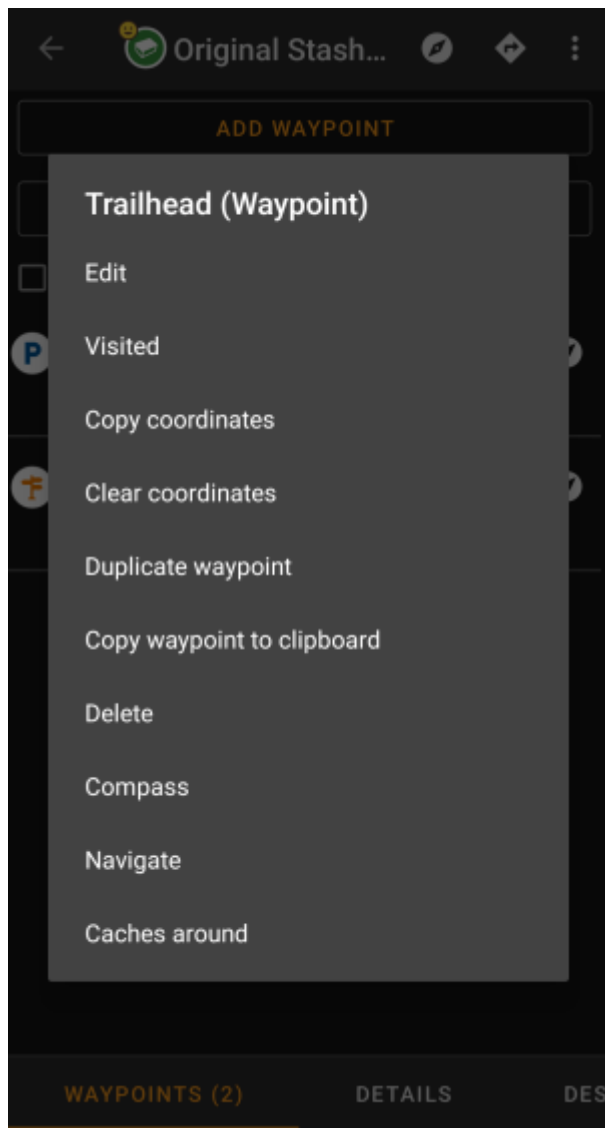 Original Stash...
ADD WAYPOINT
Trailhead (Waypoint)
Edit
Visited
P
Copy coordinates
Clear coordinates
Duplicate waypoint
Copy waypoint to clipboard
Delete
Compass
Navigate
Caches around
WAYPOINTS (2) DETAILS DES